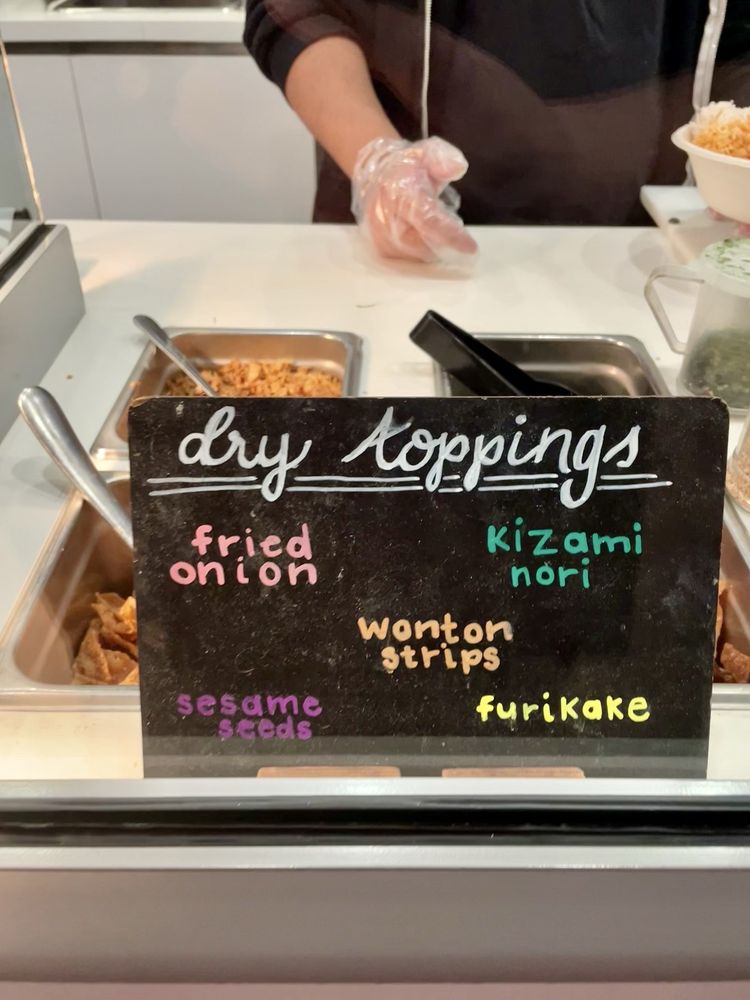 dry toppings
fried
onion
kizami
nori
wonton
strips
sesame
seeds
furikake